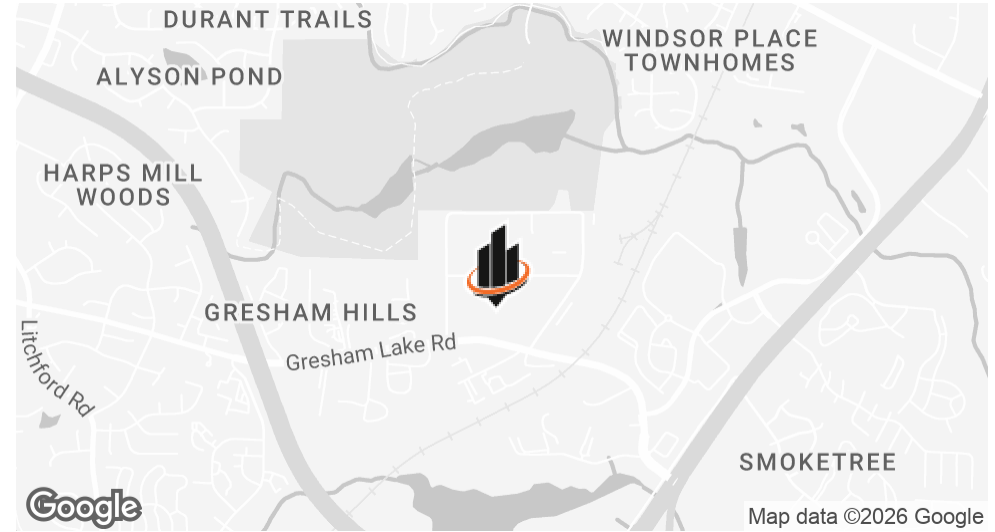 DURANT TRAILS
WINDSOR PLACE
TOWNHOMES
ALYSON POND
HARPS MILL
WOODS
GRESHAM HILLS
Gresham Lake Rd
Litchford Rd
SMOKETREE
Google
Map data ©2026 Google